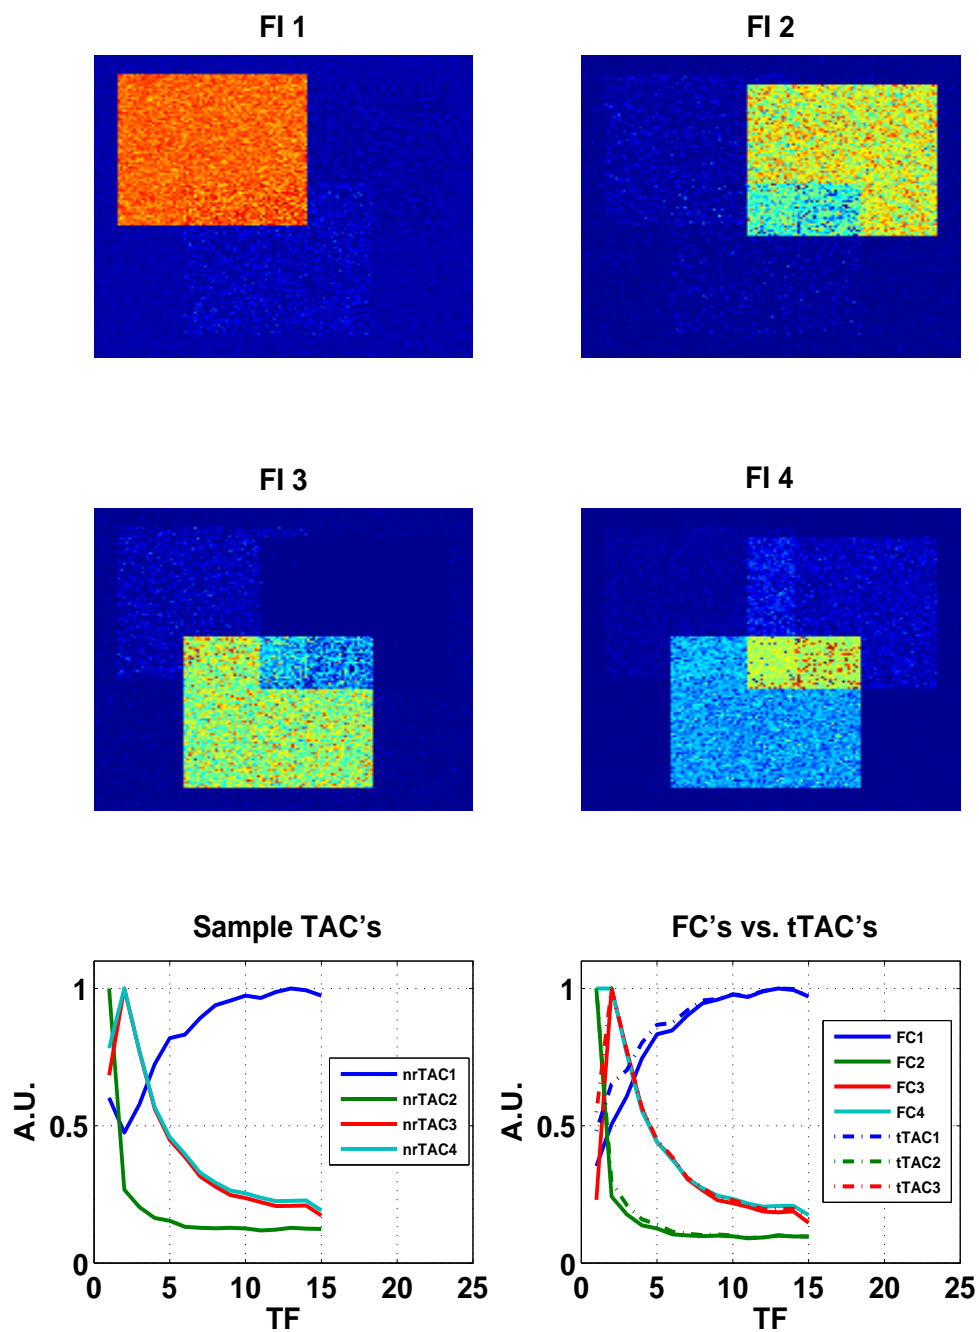 FI 1
FI 2
FI 3
FI 4
Sample TAC's
A.U.
1
0.5
0
0 5 10 15 20 25
TF
nrTAC1
nrTAC2
nrTAC3
nrTAC4
FC's vs. tTAC's
A.U.
1
0.5
0
0 5 10 15 20 25
TF
FC1
FC2
FC3
FC4
tTAC1
tTAC2
tTAC3